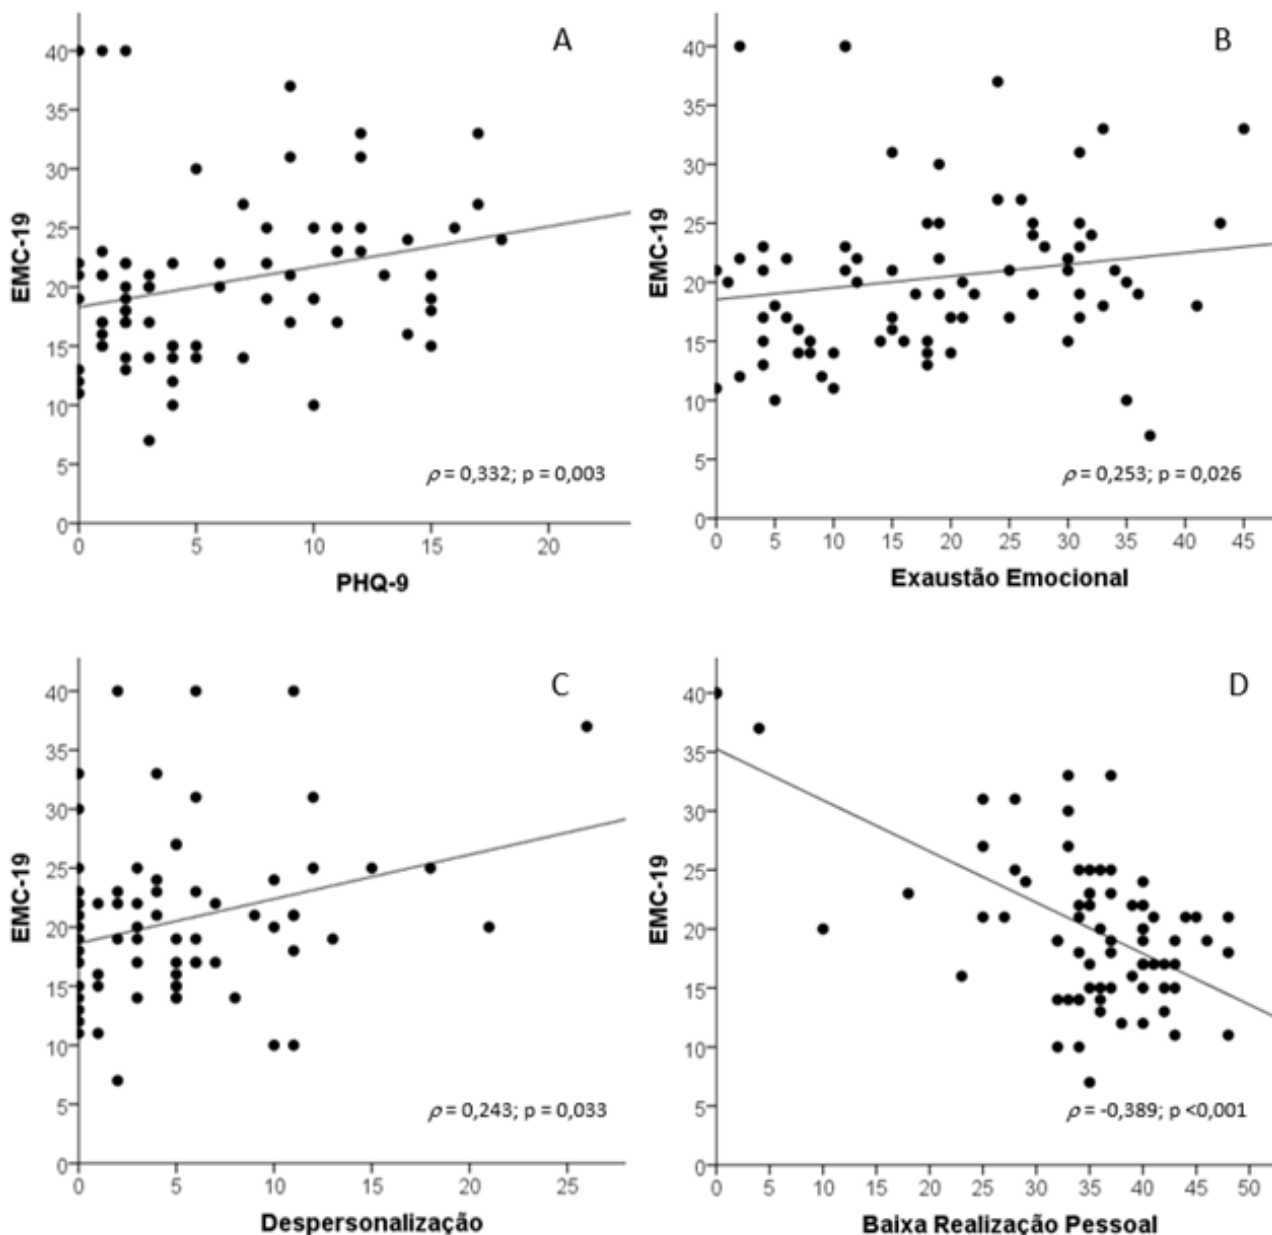 A
40
35
30
25
20
15
10
5
0
EMC-19
ρ = 0,332; p = 0,003
0 5 10 15 20
PHQ-9
B
40
35
30
25
20
15
10
5
0
EMC-19
ρ = 0,253; p = 0,026
0 5 10 15 20 25 30 35 40 45
Exaustão Emocional
C
40
35
30
25
20
15
10
5
0
EMC-19
ρ = 0,243; p = 0,033
0 5 10 15 20 25
Despersonalização
D
40
35
30
25
20
15
10
5
0
EMC-19
ρ = -0,389; p <0,001
0 5 10 15 20 25 30 35 40 45 50
Baixa Realização Pessoal